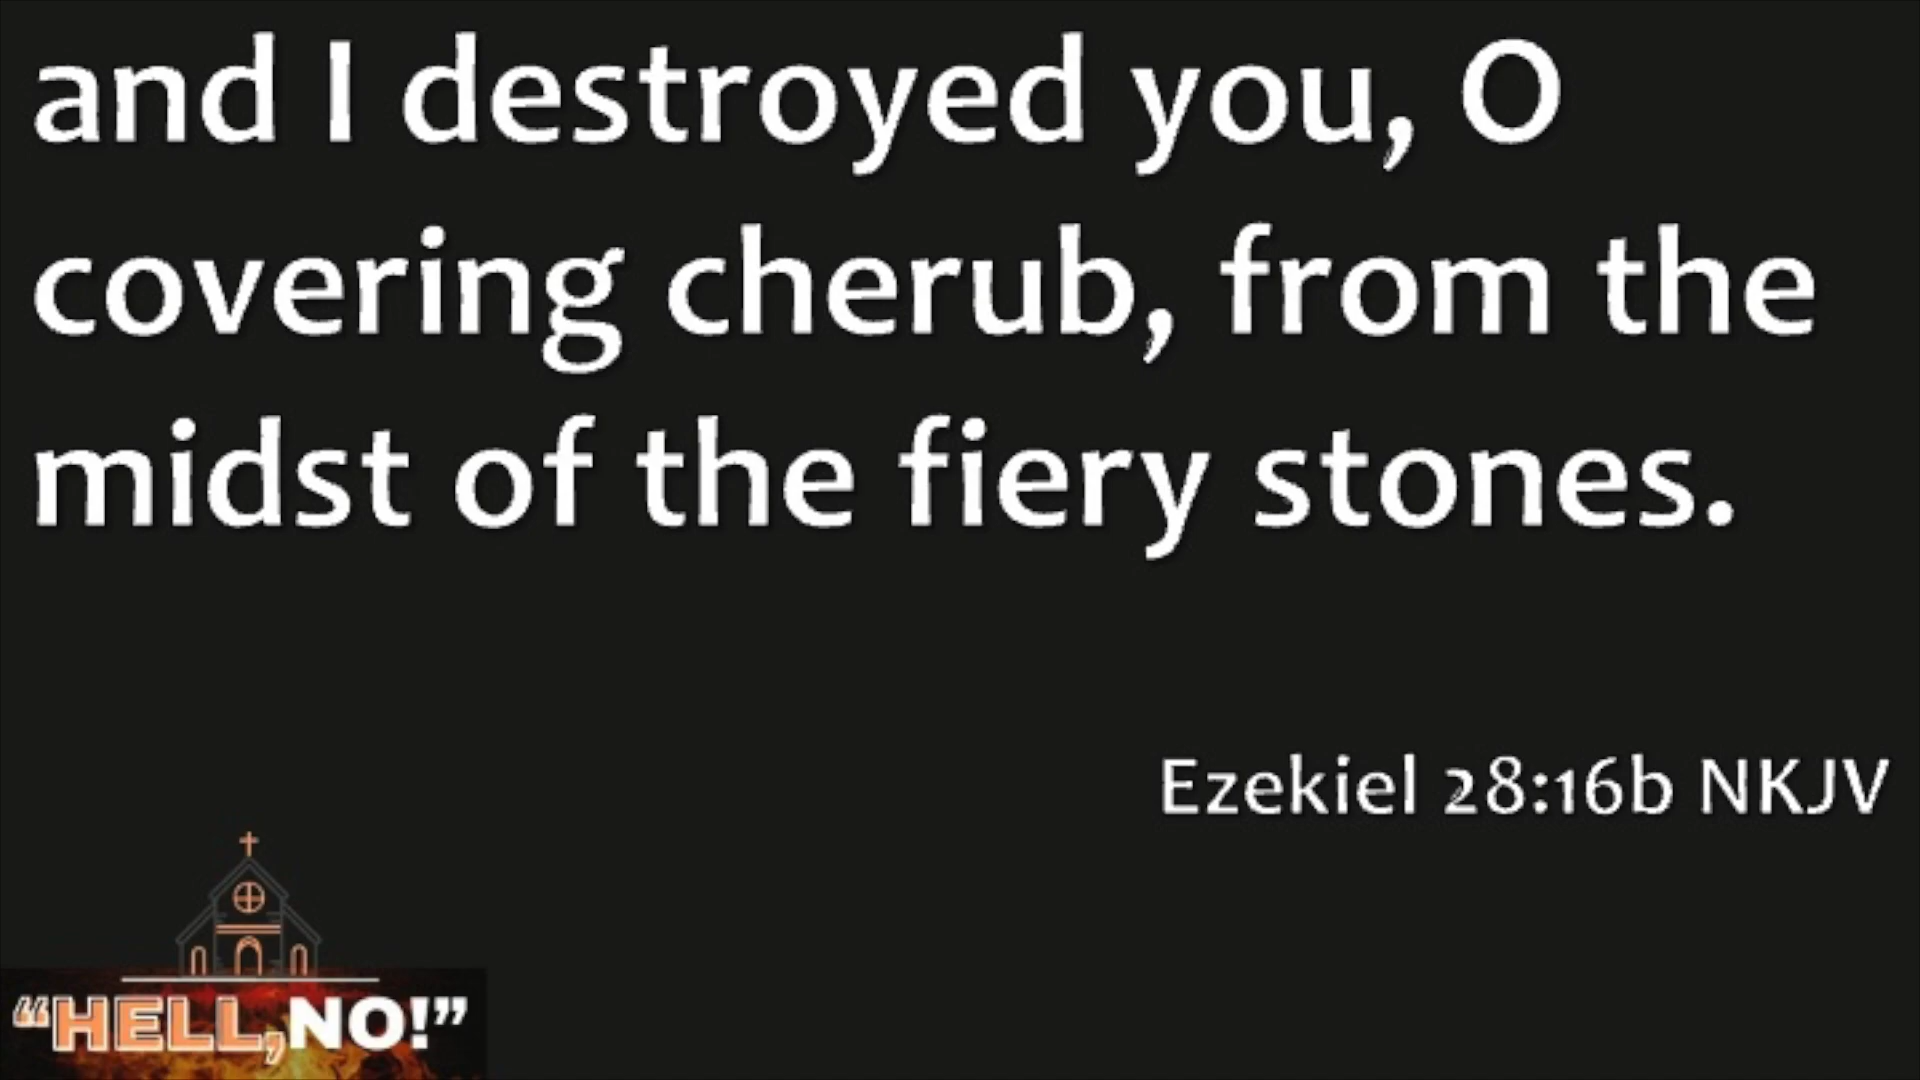 and I destroyed you, O
covering cherub, from the
midst of the fiery stones.
Ezekiel 28:16b NKJV
“HELL,NO!”